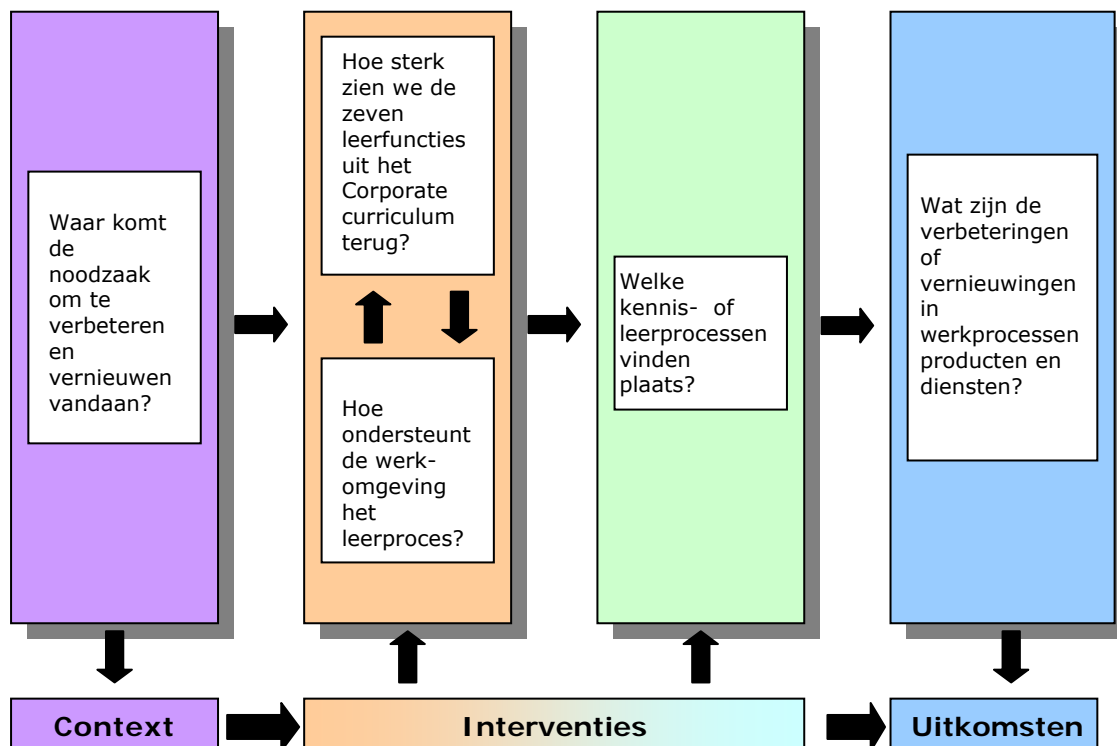 Waar komt
de
noodzaak
om te
verbeteren
en
vernieuwen
vandaan?
Hoe sterk
zien we de
zeven
leerfuncties
uit het
Corporate
curriculum
terug?
Hoe
ondersteunt
de werk-
omgeving
het
leerproces?
Welke
kennis- of
leerprocessen
vinden
plaats?
Wat zijn de
verbeteringen
of
vernieuwingen
in
werkprocessen
producten en
diensten?
Context
Interventies
Uitkomsten